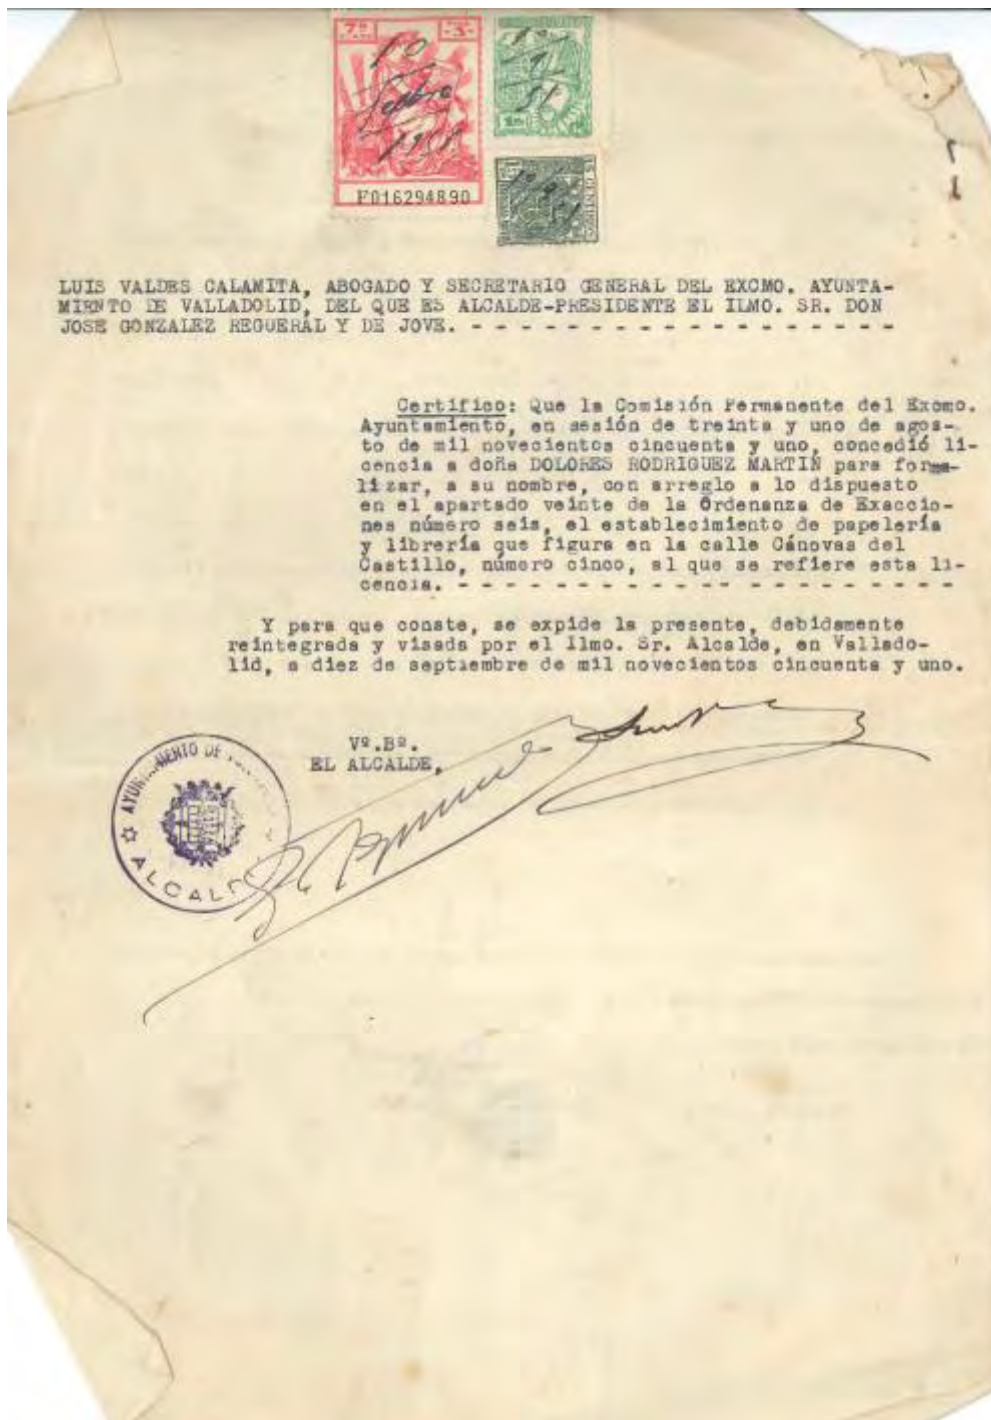 10
Septbre
1951
F016294890
LUIS VALDES CALAMITA, ABOGADO Y SECRETARIO GENERAL DEL EXCMO. AYUNTA-
MIENTO DE VALLADOLID, DEL QUE ES ALCALDE-PRESIDENTE EL ILMO. SR. DON
JOSE GONZALEZ REGUERAL Y DE JOVE. - - - - - - - - - - - - - - - - - -
Certifico: Que la Comisión Permanente del Excmo.
Ayuntamiento, en sesión de treinta y uno de agos-
to de mil novecientos cincuenta y uno, concedió li-
cencia a doña DOLORES RODRIGUEZ MARTIN para forma-
lizar, a su nombre, con arreglo a lo dispuesto
en el apartado veinte de la Ordenanza de Exaccio-
nes número seis, el establecimiento de papelería
y librería que figura en la calle Cánovas del
Castillo, número cinco, al que se refiere esta li-
cencia. - - - - - - - - - - - - - - - - - - - - -
Y para que conste, se expide la presente, debidamente
reintegrada y visada por el Ilmo. Sr. Alcalde, en Vallado-
lid, a diez de septiembre de mil novecientos cincuenta y uno.
Vº.Bº.
EL ALCALDE,
AYUNTAMIENTO DE